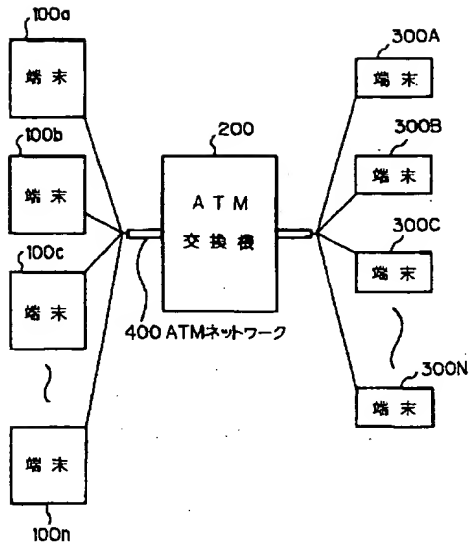 100a
端末
100b
端末
100c
端末
100n
端末
200
ATM
交換機
400 ATMネットワーク
300A
端末
300B
端末
300C
端末
300N
端末